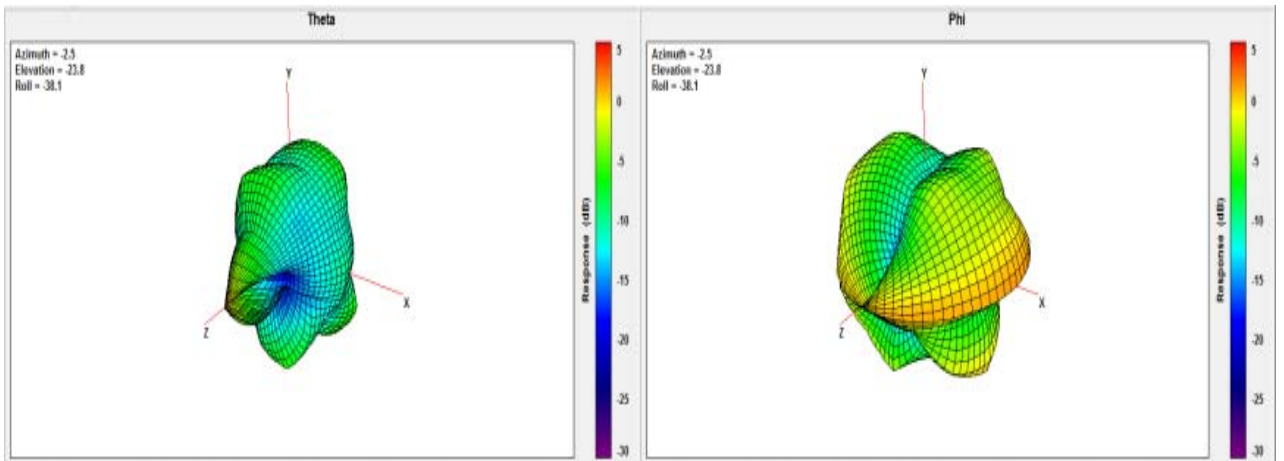 Theta
Azimuth = -2.5
Elevation = -23.8
Roll = -38.1
Y
X
Z
5
0
-5
-10
-15
-20
-25
-30
Response (dB)
Phi
Azimuth = -2.5
Elevation = -23.8
Roll = -38.1
Y
X
Z
5
0
-5
-10
-15
-20
-25
-30
Response (dB)